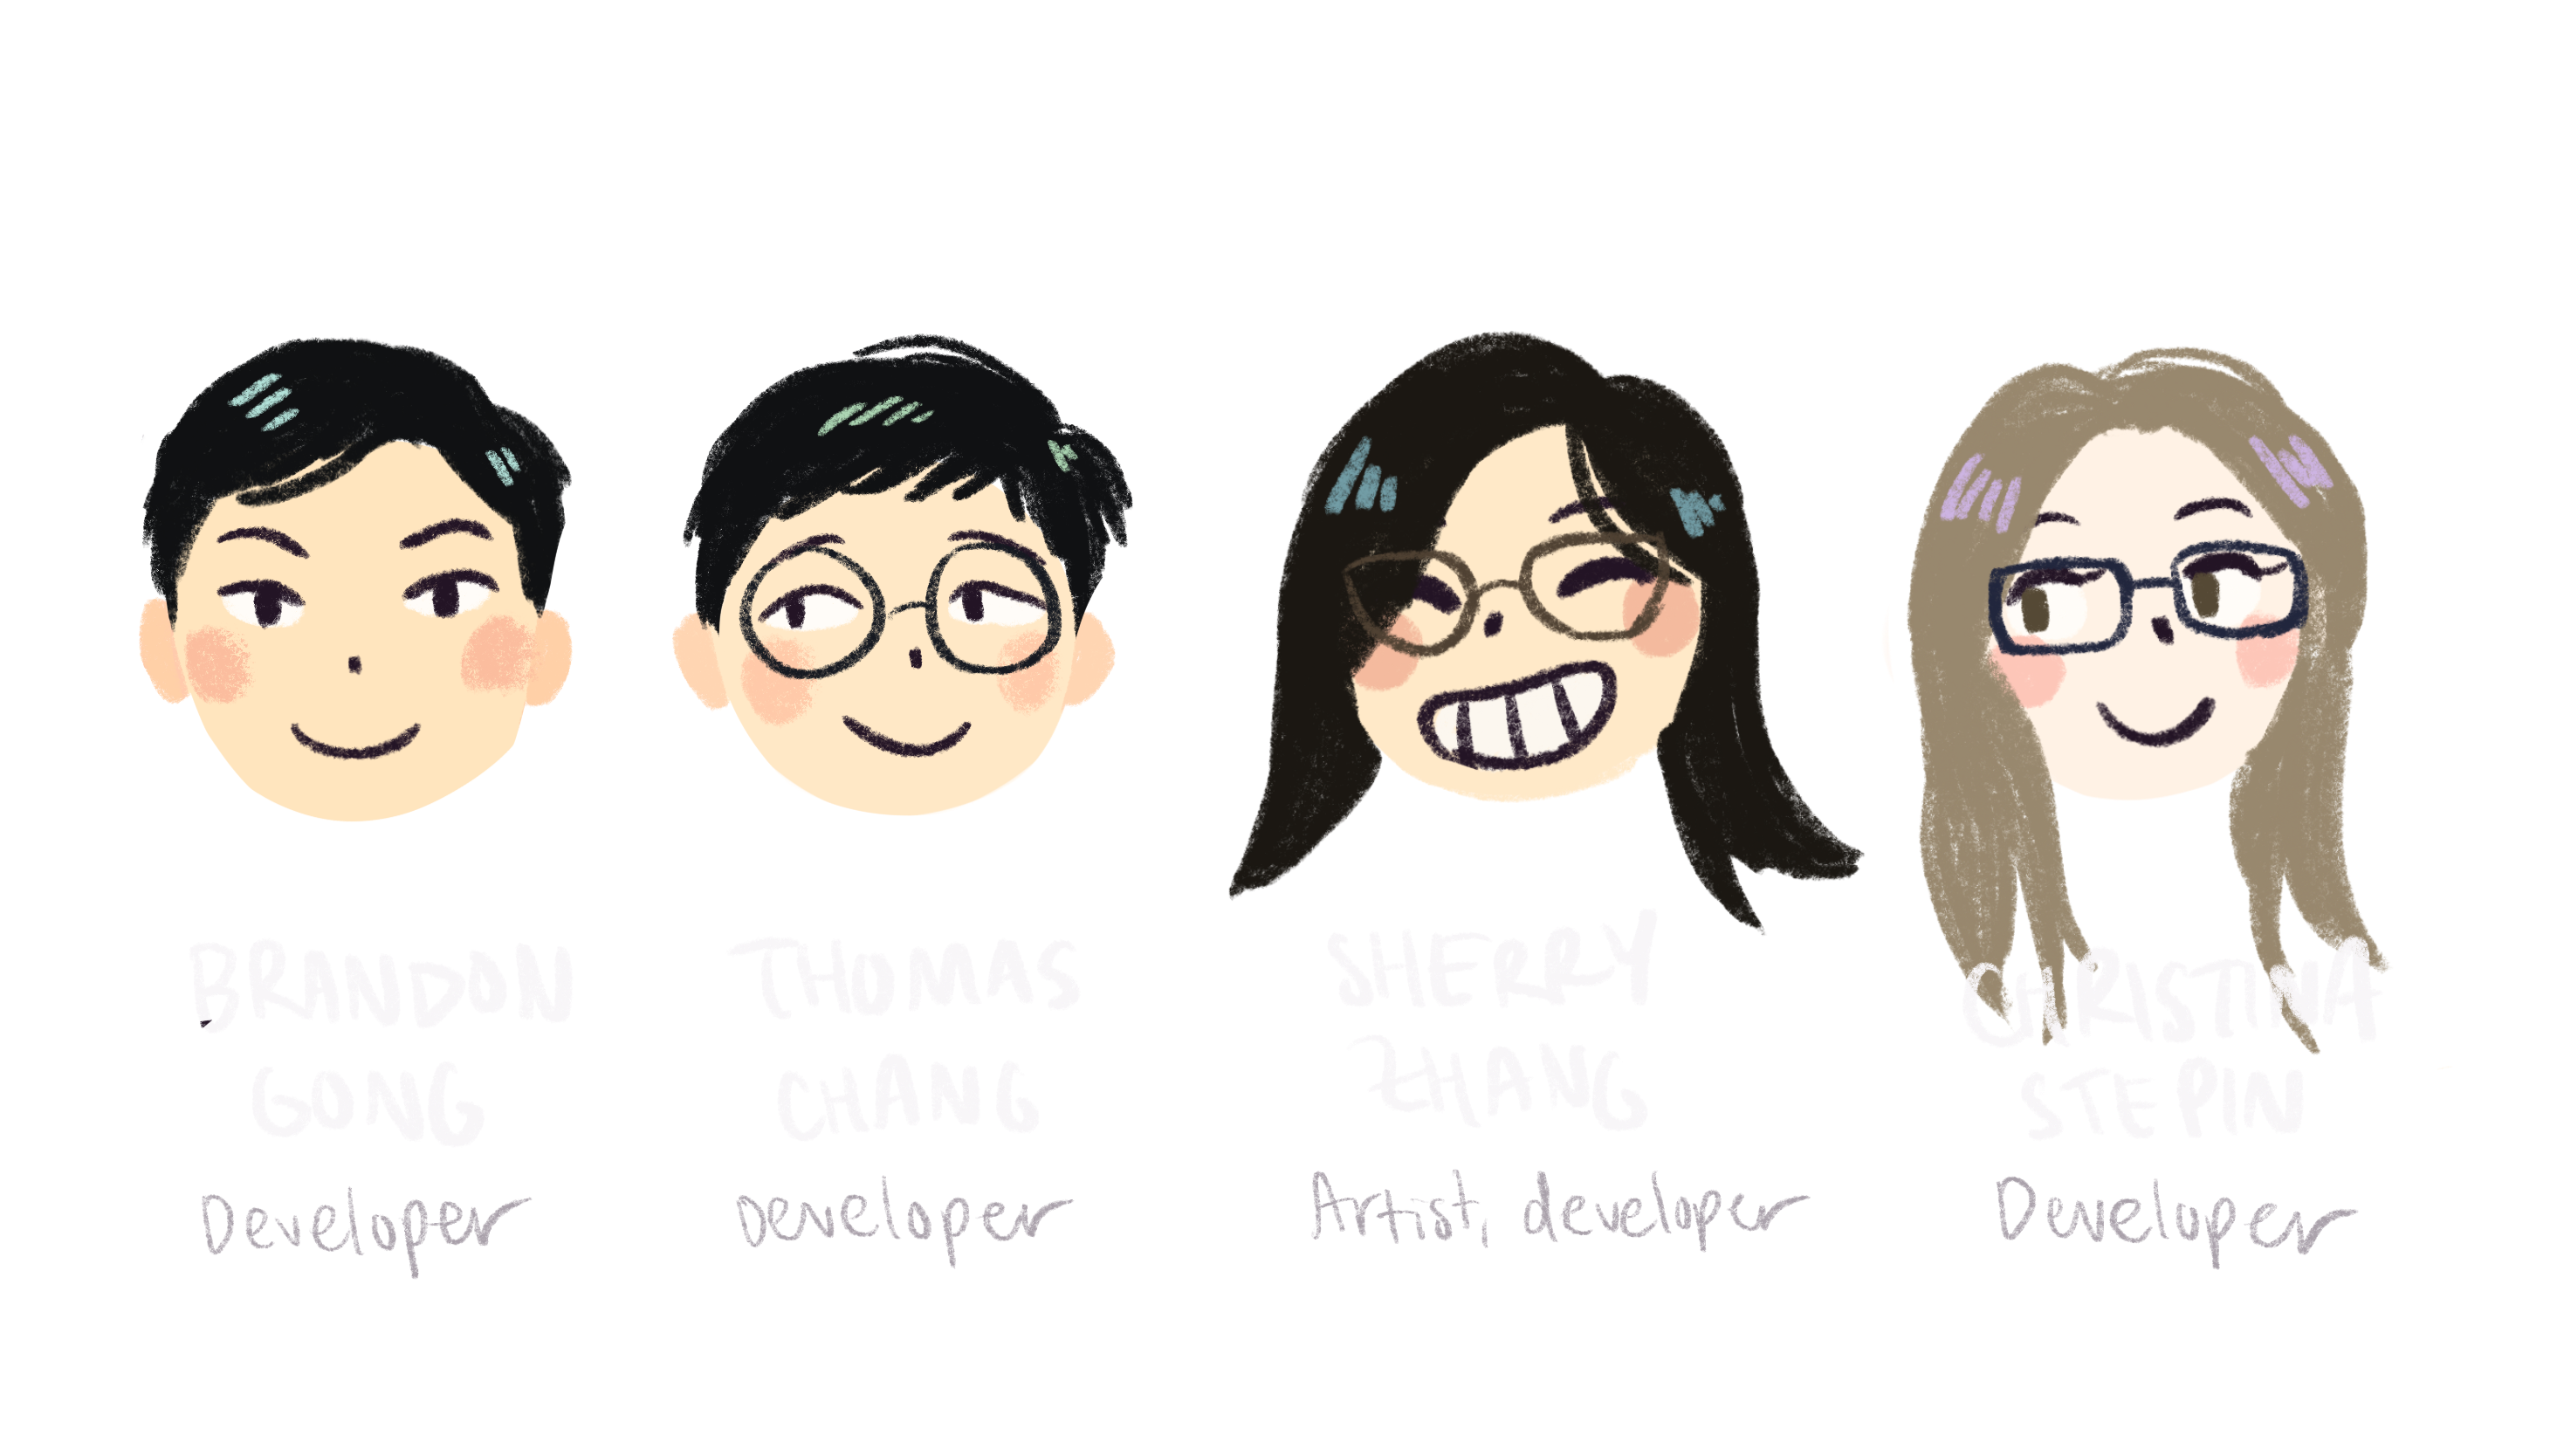 BRANDON
GONG
Developer
THOMAS
CHANG
Developer
SHERRY
ZHANG
Artist, developer
CHRISTINA
STEPIN
Developer